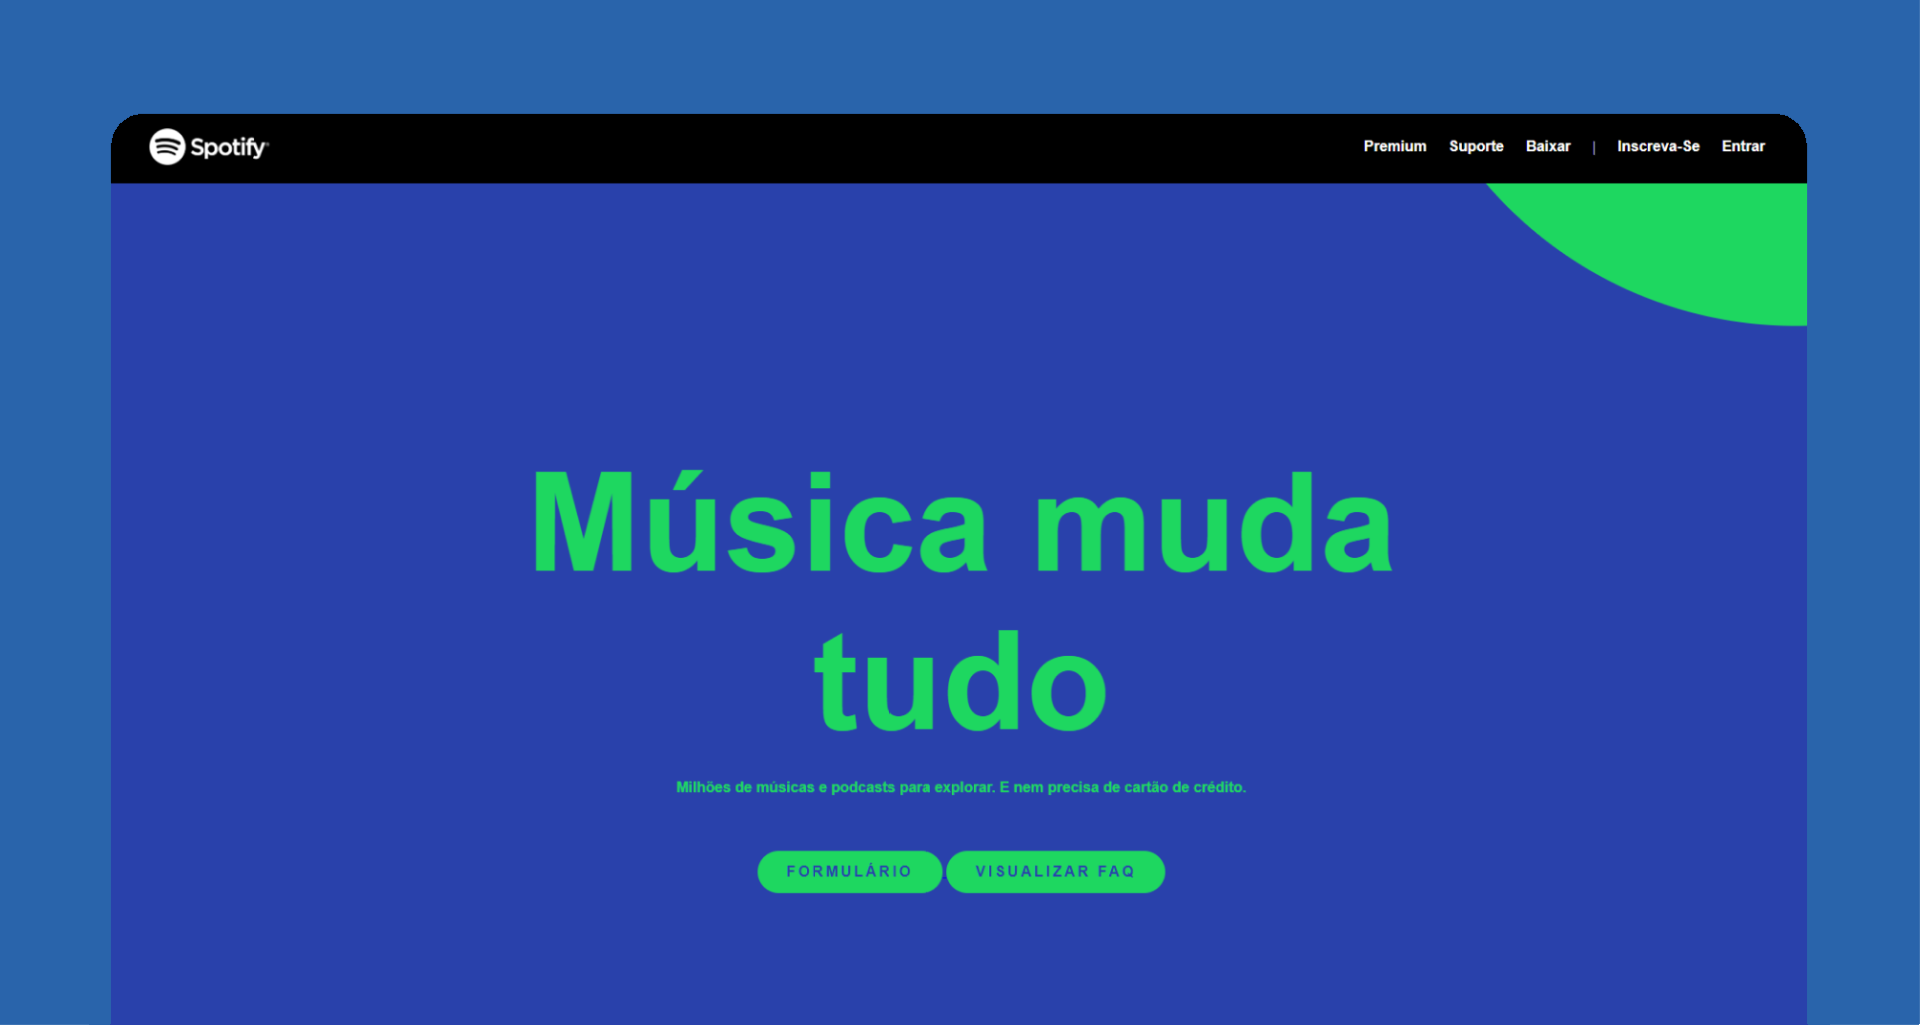 Spotify
Premium Suporte Baixar | Inscreva-Se Entrar
Música muda
tudo
Milhões de músicas e podcasts para explorar. E nem precisa de cartão de crédito.
FORMULÁRIO VISUALIZAR FAQ